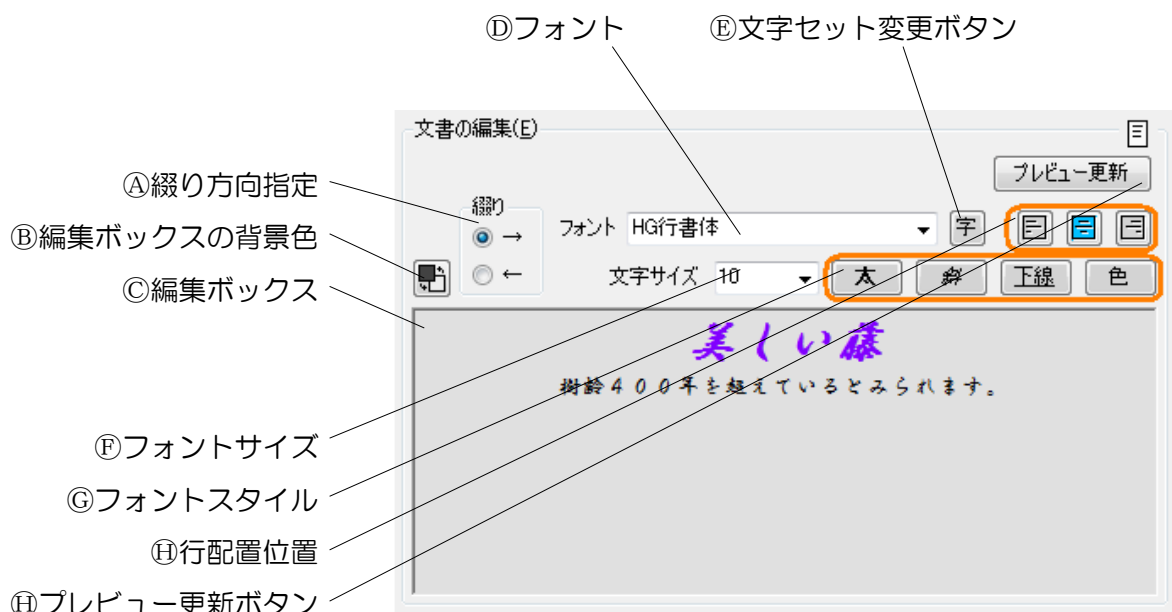 Ⓓフォント Ⓔ文字セット変更ボタン
文書の編集(E)
プレビュー更新
Ⓐ綴り方向指定
綴り
フォント HG行書体 字
→
Ⓑ編集ボックスの背景色
← 文字サイズ 10 太 斜 下線 色
Ⓒ編集ボックス
美しい藤
樹齢400年を超えているとみられます。
Ⓕフォントサイズ
Ⓖフォントスタイル
Ⓗ行配置位置
Ⓗプレビュー更新ボタン